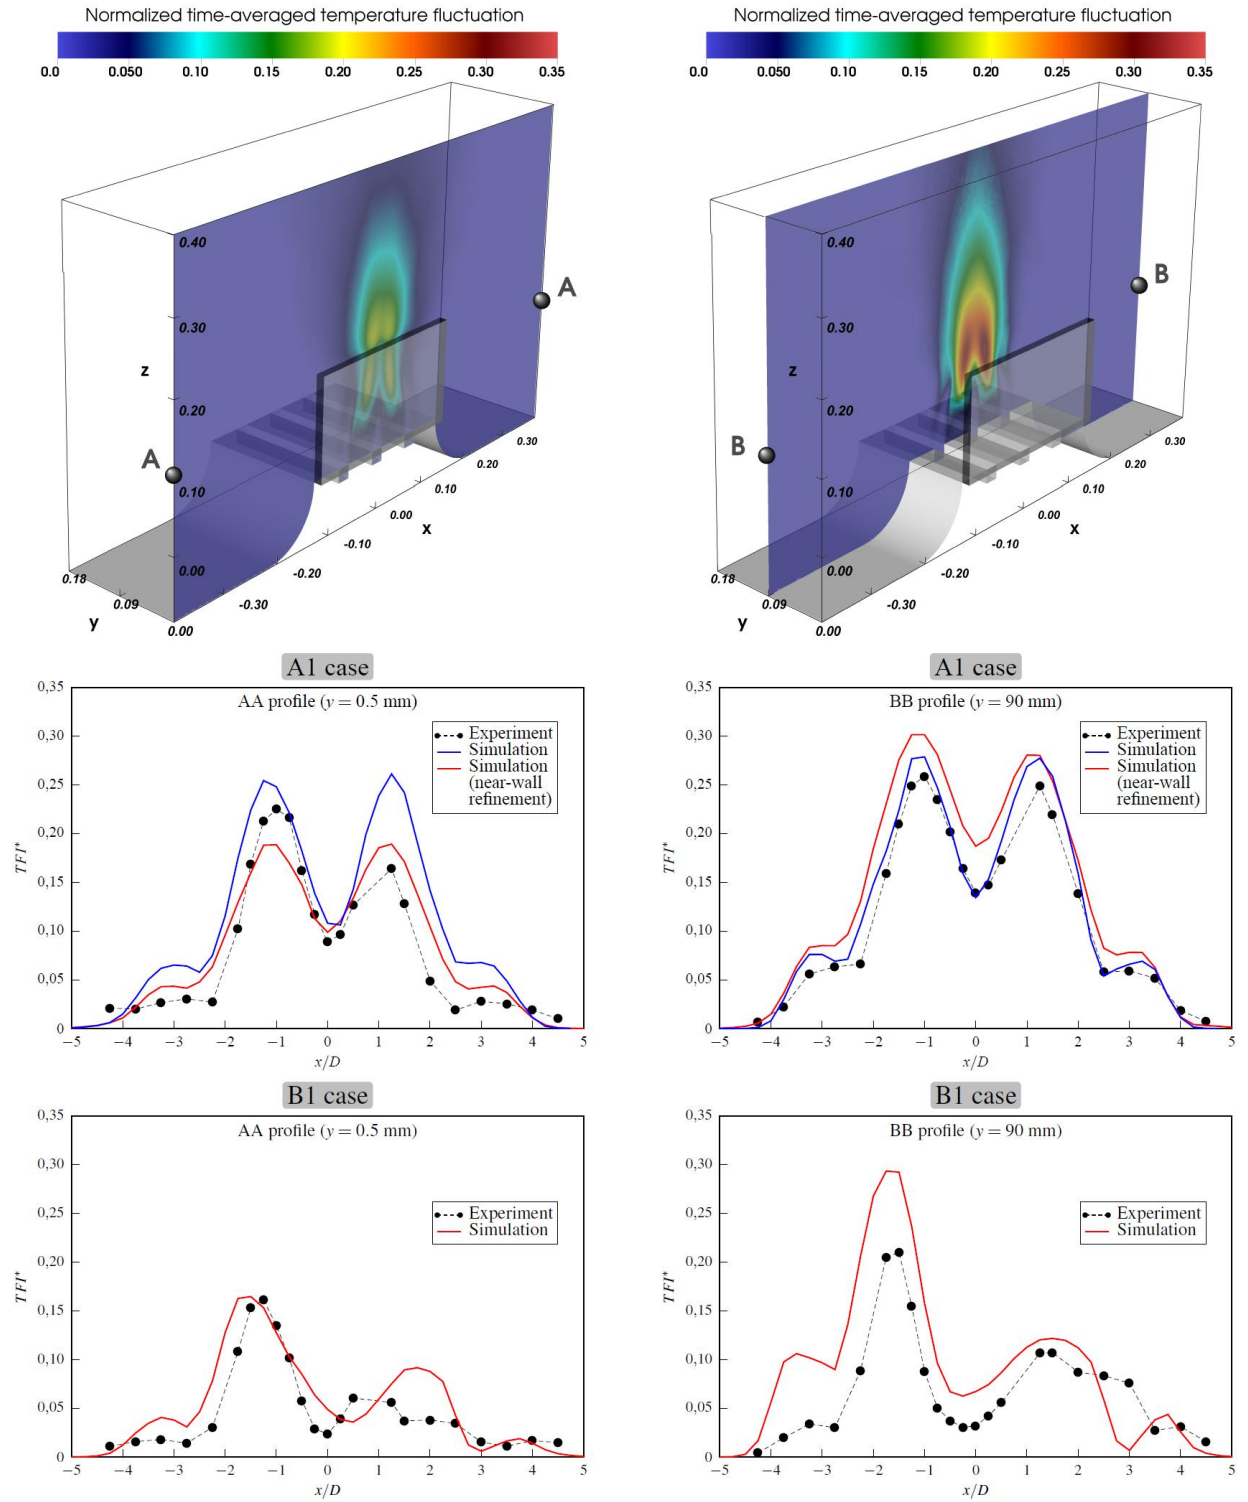 Normalized time-averaged temperature fluctuation
0.0 0.050 0.10 0.15 0.20 0.25 0.30 0.35
0.40
A
0.30
z
0.20
A
0.10
0.30
0.20
0.10
0.00
x
-0.10
0.00
-0.20
0.18
0.09
-0.30
y
0.00
Normalized time-averaged temperature fluctuation
0.0 0.050 0.10 0.15 0.20 0.25 0.30 0.35
0.40
B
0.30
z
0.20
B
0.10
0.30
0.20
0.10
0.00
x
-0.10
0.00
-0.20
0.18
0.09
-0.30
y
0.00
A1 case
AA profile (y = 0.5 mm)
Experiment
Simulation
Simulation
(near-wall
refinement)
TFI*
0,35
0,30
0,25
0,20
0,15
0,10
0,05
0
−5 −4 −3 −2 −1 0 1 2 3 4 5
x/D
A1 case
BB profile (y = 90 mm)
Experiment
Simulation
Simulation
(near-wall
refinement)
TFI*
0,35
0,30
0,25
0,20
0,15
0,10
0,05
0
−5 −4 −3 −2 −1 0 1 2 3 4 5
x/D
B1 case
AA profile (y = 0.5 mm)
Experiment
Simulation
TFI*
0,35
0,30
0,25
0,20
0,15
0,10
0,05
0
−5 −4 −3 −2 −1 0 1 2 3 4 5
x/D
B1 case
BB profile (y = 90 mm)
Experiment
Simulation
TFI*
0,35
0,30
0,25
0,20
0,15
0,10
0,05
0
−5 −4 −3 −2 −1 0 1 2 3 4 5
x/D